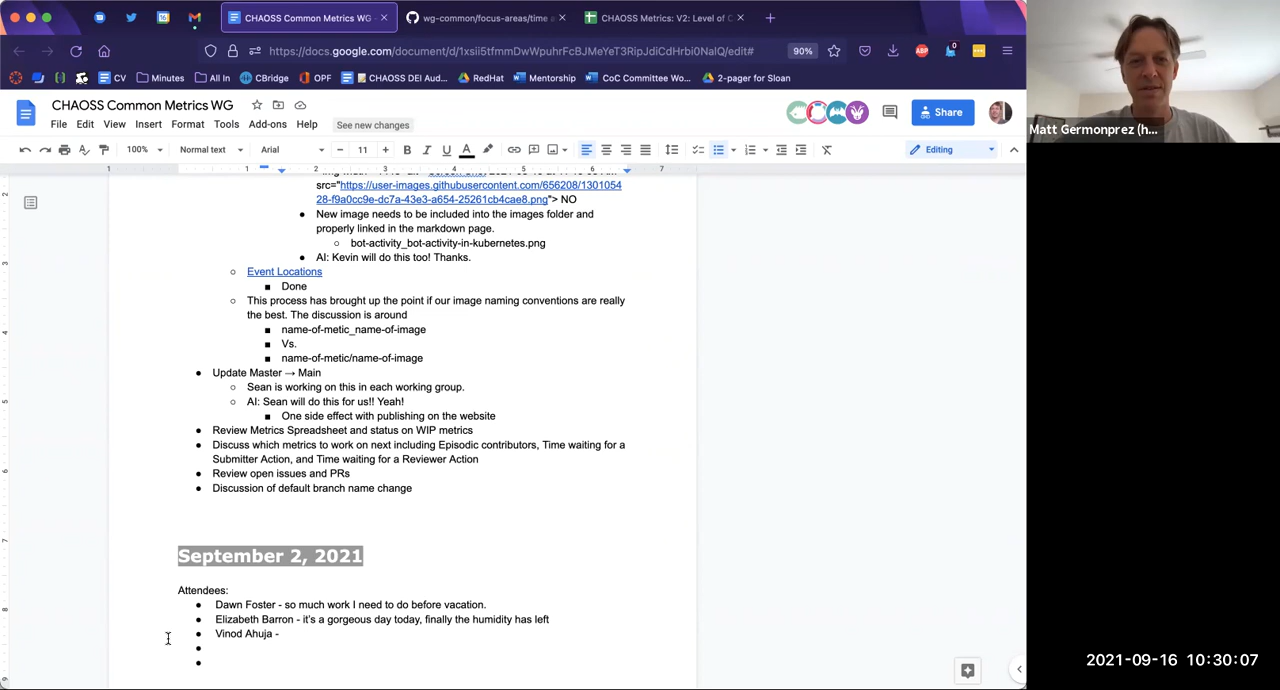 CHAOSS Common Metrics WG -
wg-common/focus-areas/time a
CHAOSS Metrics: V2: Level of C
https://docs.google.com/document/d/1xsii5tfmmDwWpuhrFcBJMeYeT3RipJdiCdHrbi0NaIQ/edit#
90%
CV
Minutes
All In
CBridge
OPF
CHAOSS DEI Aud...
RedHat
Mentorship
CoC Committee Wo...
2-pager for Sloan
CHAOSS Common Metrics WG
File Edit View Insert Format Tools Add-ons Help
See new changes
Share
100%
Normal text
Arial
11
Editing
1 1 2 3 4 5 6 7
src="https://user-images.githubusercontent.com/656208/1301054
28-f9a0cc9e-dc7a-43e3-a654-25261cb4cae8.png"> NO
New image needs to be included into the images folder and
properly linked in the markdown page.
bot-activity_bot-activity-in-kubernetes.png
AI: Kevin will do this too! Thanks.
Event Locations
Done
This process has brought up the point if our image naming conventions are really
the best. The discussion is around
name-of-metic_name-of-image
Vs.
name-of-metic/name-of-image
Update Master → Main
Sean is working on this in each working group.
AI: Sean will do this for us!! Yeah!
One side effect with publishing on the website
Review Metrics Spreadsheet and status on WIP metrics
Discuss which metrics to work on next including Episodic contributors, Time waiting for a
Submitter Action, and Time waiting for a Reviewer Action
Review open issues and PRs
Discussion of default branch name change
September 2, 2021
Attendees:
Dawn Foster - so much work I need to do before vacation.
Elizabeth Barron - it's a gorgeous day today, finally the humidity has left
Vinod Ahuja -
Matt Germonprez (h...
2021-09-16 10:30:07